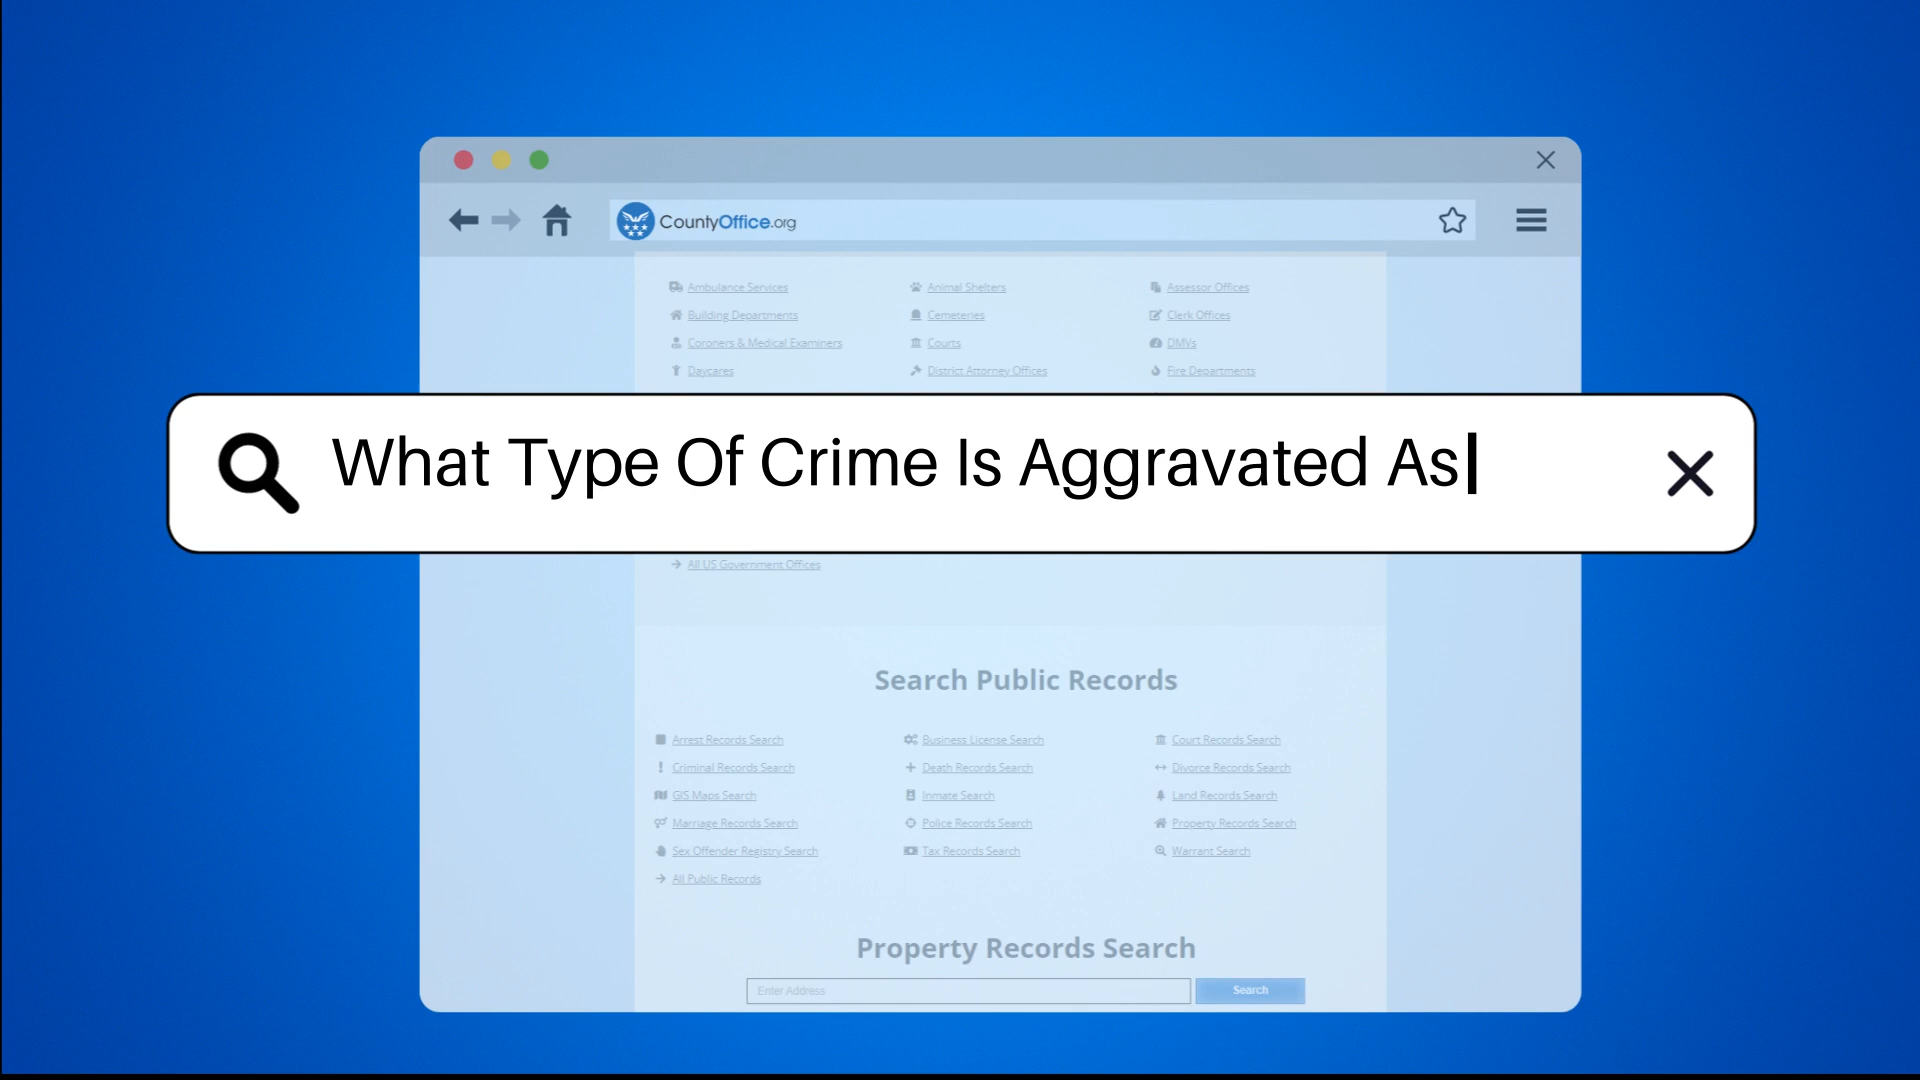 CountyOffice.org
Ambulance Services Animal Shelters Assessor Offices
Building Departments Cemeteries Clerk Offices
Coroners & Medical Examiners Courts DMVs
Daycares District Attorney Offices Fire Departments
What Type Of Crime Is Aggravated As
All US Government Offices
Search Public Records
Arrest Records Search Business License Search Court Records Search
Criminal Records Search Death Records Search Divorce Records Search
GIS Maps Search Inmate Search Land Records Search
Marriage Records Search Police Records Search Property Records Search
Sex Offender Registry Search Tax Records Search Warrant Search
All Public Records
Property Records Search
Enter Address Search